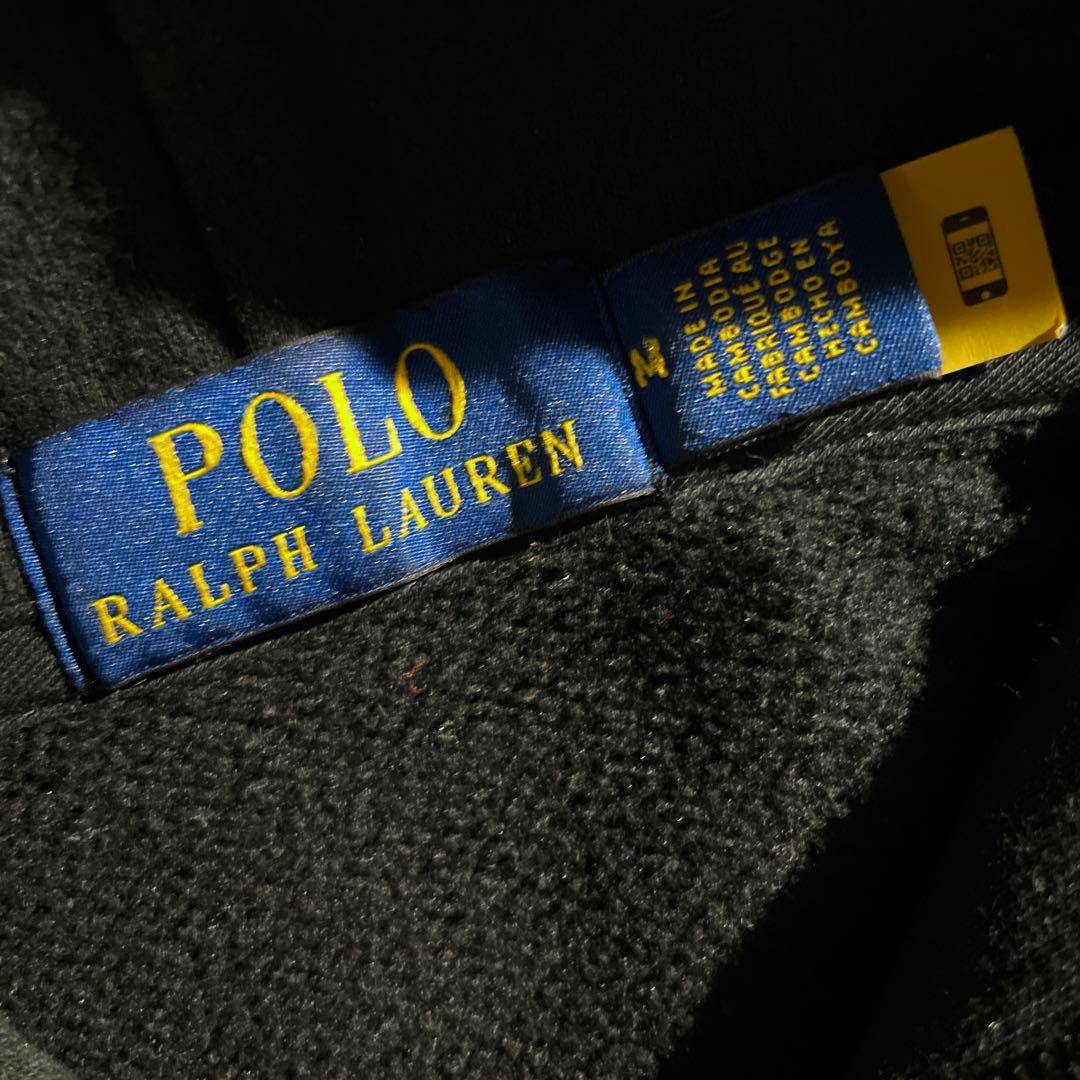 POLO
RALPH LAUREN
M
MADE IN
CAMBODIA
FABRIQUÉ AU
CAMBODGE
HECHO EN
CAMBOYA